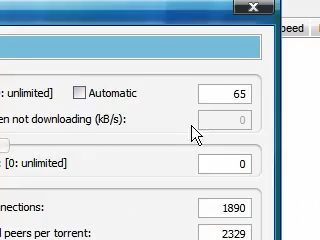 peed
: unlimited] Automatic 65
en not downloading (kB/s): 0
[0: unlimited] 0
nections: 1890
peers per torrent: 2329